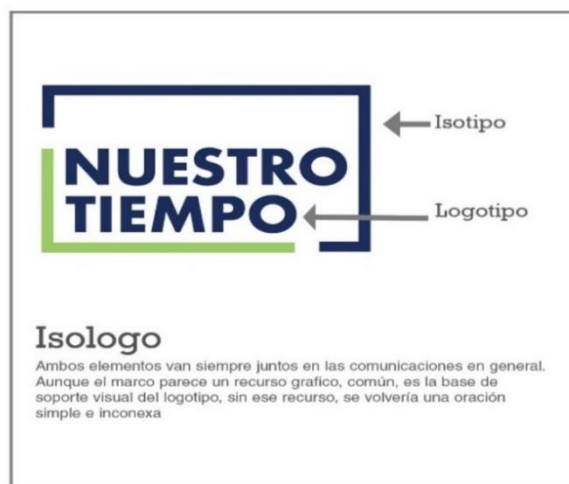 Isotipo
NUESTRO
TIEMPO
Logotipo
Isologo
Ambos elementos van siempre juntos en las comunicaciones en general.
Aunque el marco parece un recurso grafico, común, es la base de
soporte visual del logotipo, sin ese recurso, se volvería una oración
simple e inconexa